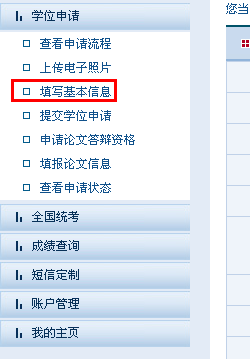 学位申请
您当
查看申请流程
上传电子照片
填写基本信息
提交学位申请
申请论文答辩资格
填报论文信息
查看申请状态
全国统考
成绩查询
短信定制
账户管理
我的主页